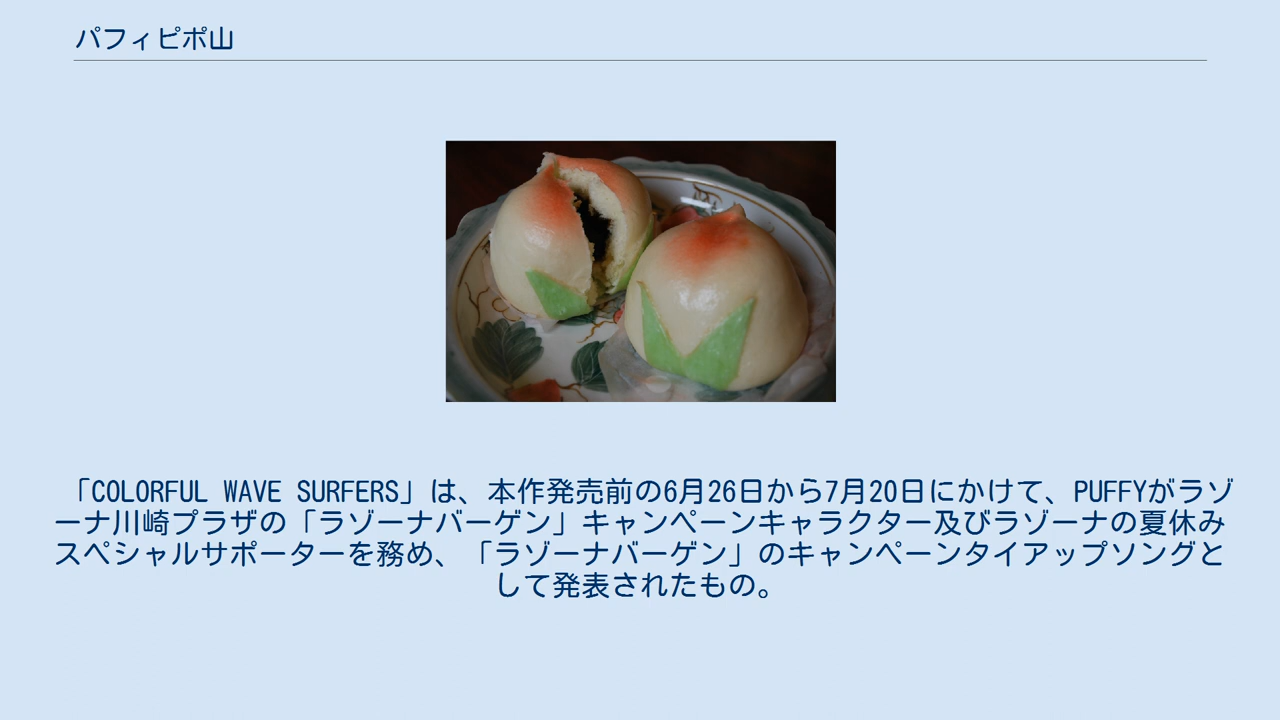 パフィピポ山
「COLORFUL WAVE SURFERS」は、本作発売前の6月26日から7月20日にかけて、PUFFYがラゾ
ーナ川崎プラザの「ラゾーナバーゲン」キャンペーンキャラクター及びラゾーナの夏休み
スペシャルサポーターを務め、「ラゾーナバーゲン」のキャンペーンタイアップソングと
して発表されたもの。